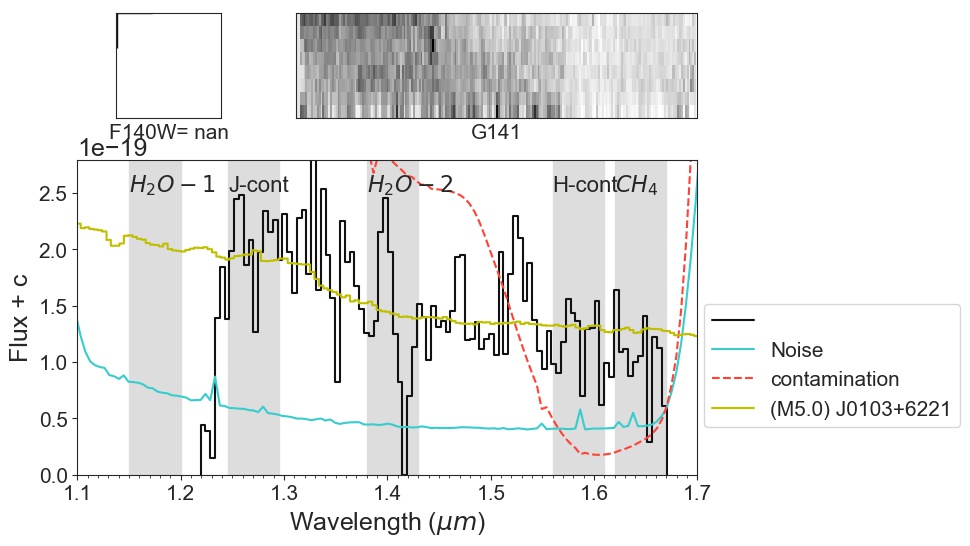 F140W= nan
G141
1e−19
H₂O − 1
J-cont
H₂O − 2
H-cont
CH₄
2.5
2.0
1.5
1.0
0.5
0.0
Flux + c
1.1
1.2
1.3
1.4
1.5
1.6
1.7
Wavelength (μm)
Noise
contamination
(M5.0) J0103+6221